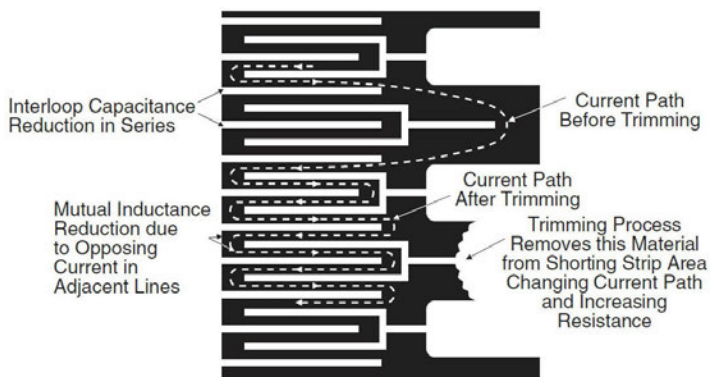 Interloop Capacitance
Reduction in Series
Mutual Inductance
Reduction due
to Opposing
Current in
Adjacent Lines
Current Path
Before Trimming
Current Path
After Trimming
Trimming Process
Removes this Material
from Shorting Strip Area
Changing Current Path
and Increasing
Resistance